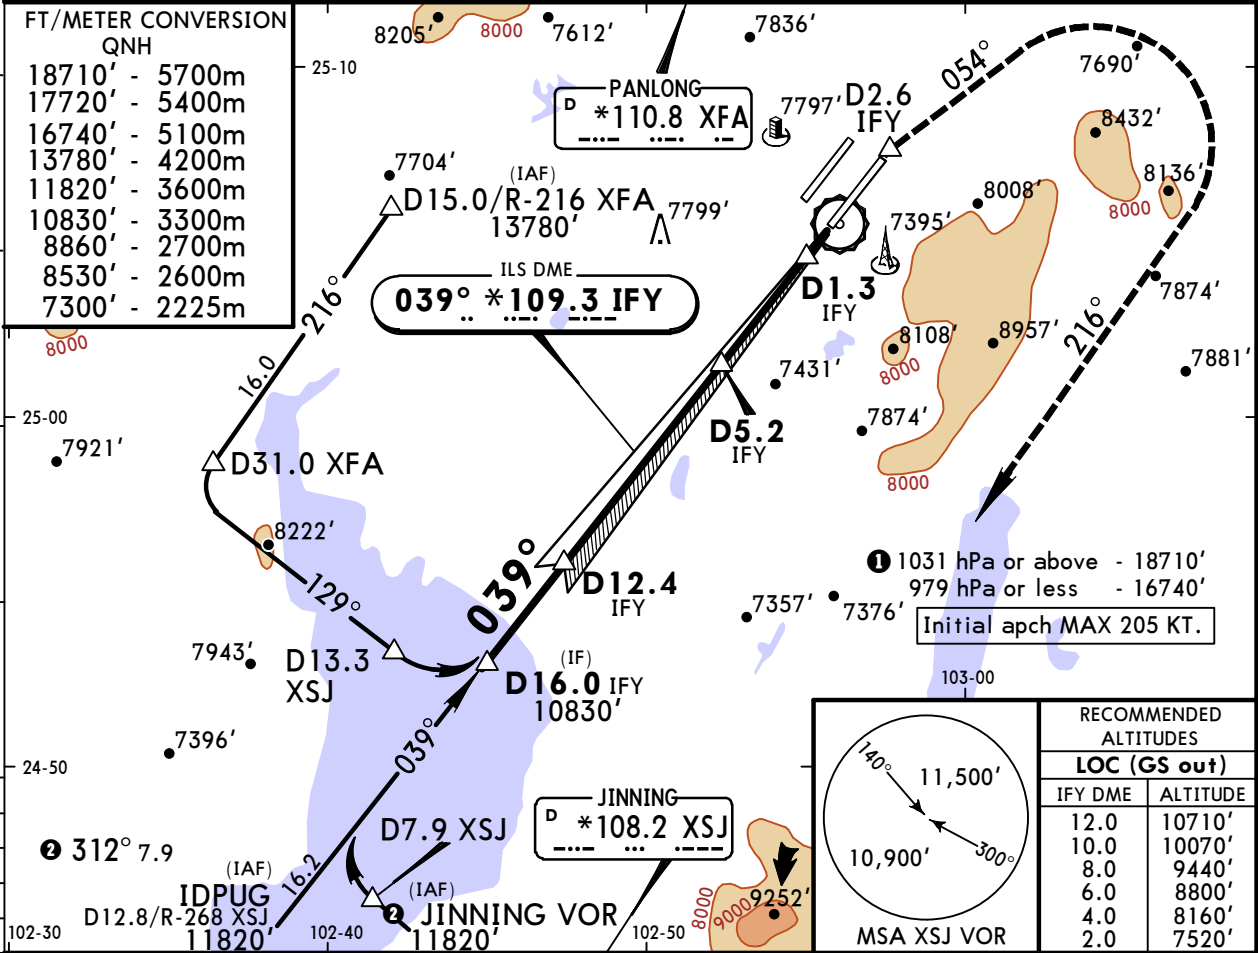 FT/METER CONVERSION
QNH
18710' - 5700m
17720' - 5400m
16740' - 5100m
13780' - 4200m
11820' - 3600m
10830' - 3300m
8860' - 2700m
8530' - 2600m
7300' - 2225m
8205'
8000
7612'
7836'
25-10
054°
7690'
PANLONG
D *110.8 XFA
7797'
D2.6
IFY
8432'
8136'
8000
7704'
(IAF)
D15.0/R-216 XFA
13780'
7799'
8008'
7395'
ILS DME
039° *109.3 IFY
D1.3
IFY
7874'
216°
216°
8000
8108'
8957'
8000
7881'
16.0
7431'
25-00
7921'
D5.2
IFY
7874'
D31.0 XFA
8000
8222'
039°
129°
D12.4
IFY
1 1031 hPa or above - 18710'
979 hPa or less - 16740'
7357'
7376'
Initial apch MAX 205 KT.
7943'
D13.3
XSJ
(IF)
D16.0 IFY
10830'
103-00
7396'
039°
24-50
140°
11,500'
10,900'
300°
MSA XSJ VOR
RECOMMENDED
ALTITUDES
LOC (GS out)
IFY DME ALTITUDE
12.0 10710'
10.0 10070'
8.0 9440'
6.0 8800'
4.0 8160'
2.0 7520'
JINNING
D *108.2 XSJ
D7.9 XSJ
2 312° 7.9
(IAF)
IDPUG
D12.8/R-268 XSJ
11820'
16.2
(IAF)
2 JINNING VOR
11820'
8000
9000
9252'
102-30
102-40
102-50